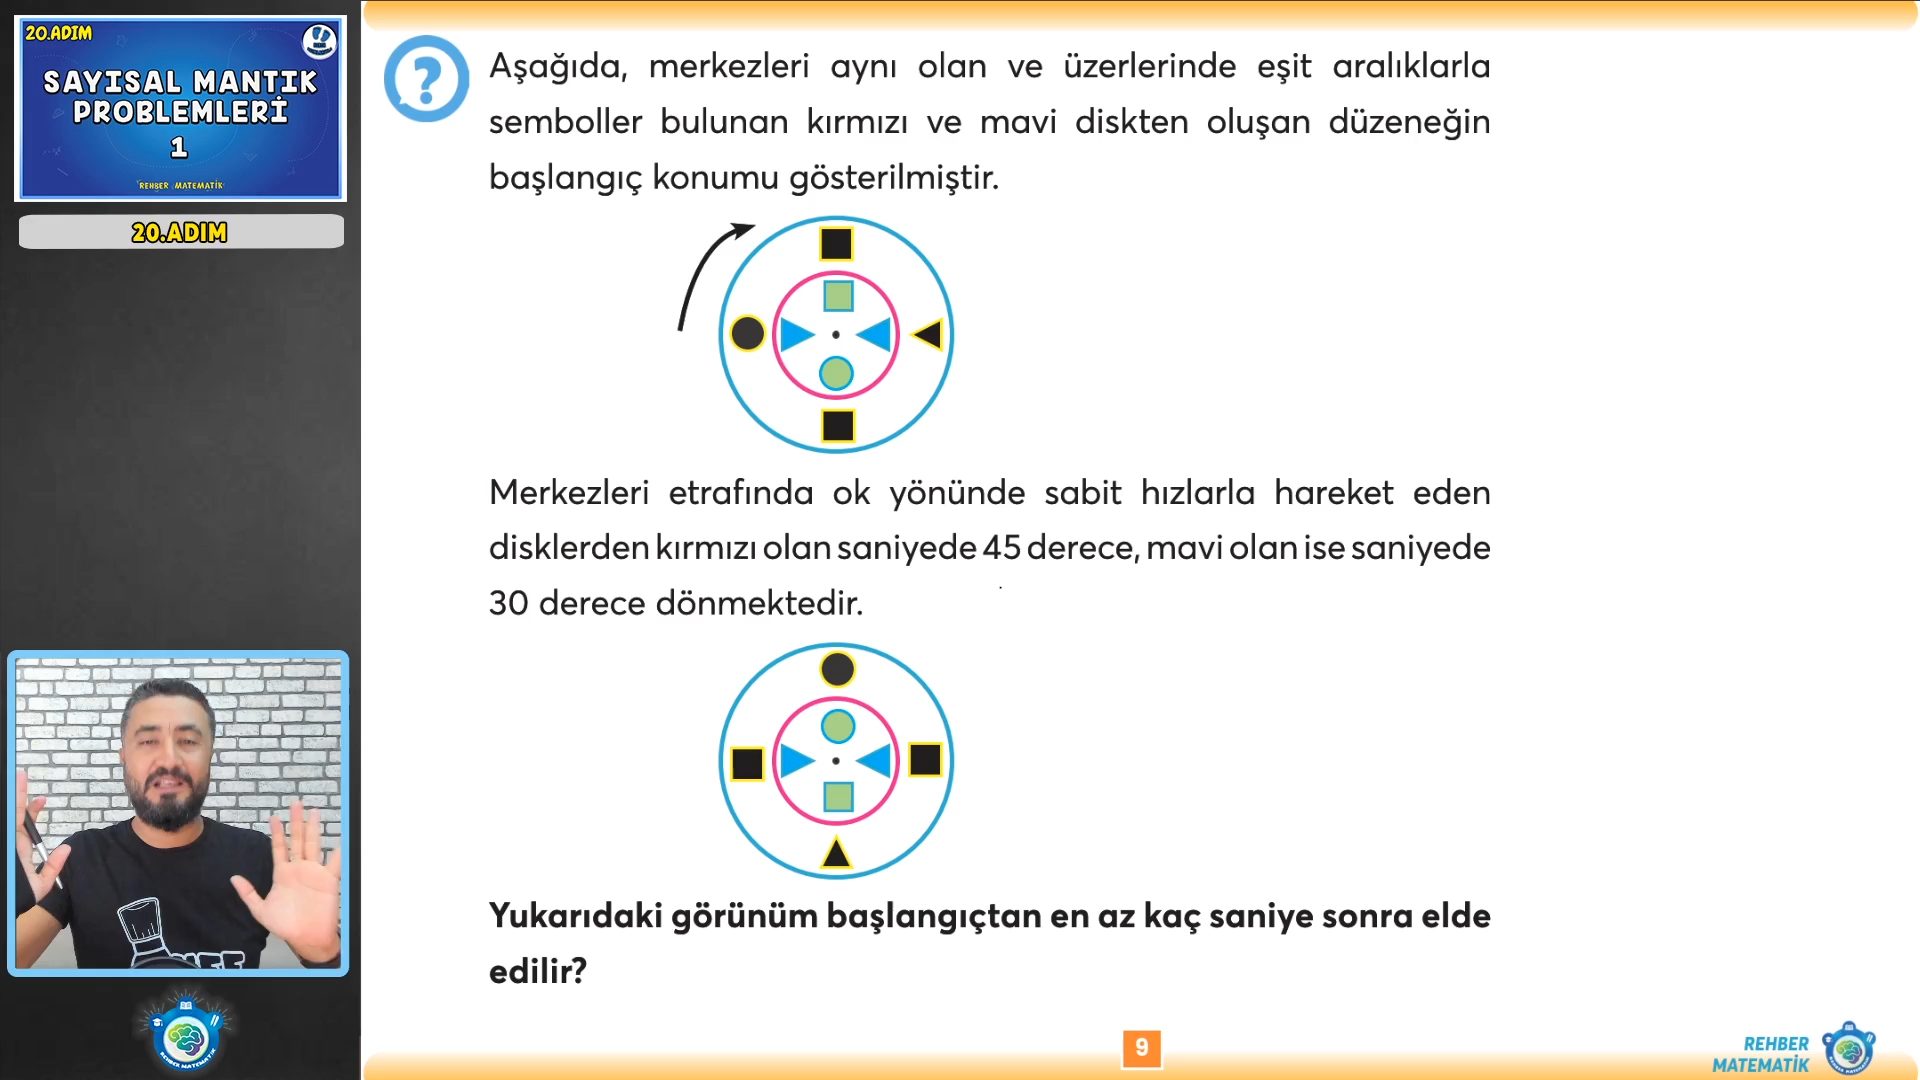 20.ADIM
SAYISAL MANTIK
PROBLEMLERİ
1
REHBER MATEMATİK
20.ADIM
Aşağıda, merkezleri aynı olan ve üzerlerinde eşit aralıklarla
semboller bulunan kırmızı ve mavi diskten oluşan düzeneğin
başlangıç konumu gösterilmiştir.
Merkezleri etrafında ok yönünde sabit hızlarla hareket eden
disklerden kırmızı olan saniyede 45 derece, mavi olan ise saniyede
30 derece dönmektedir.
Yukarıdaki görünüm başlangıçtan en az kaç saniye sonra elde
edilir?
9
REHBER
MATEMATİK
REHBER MATEMATİK